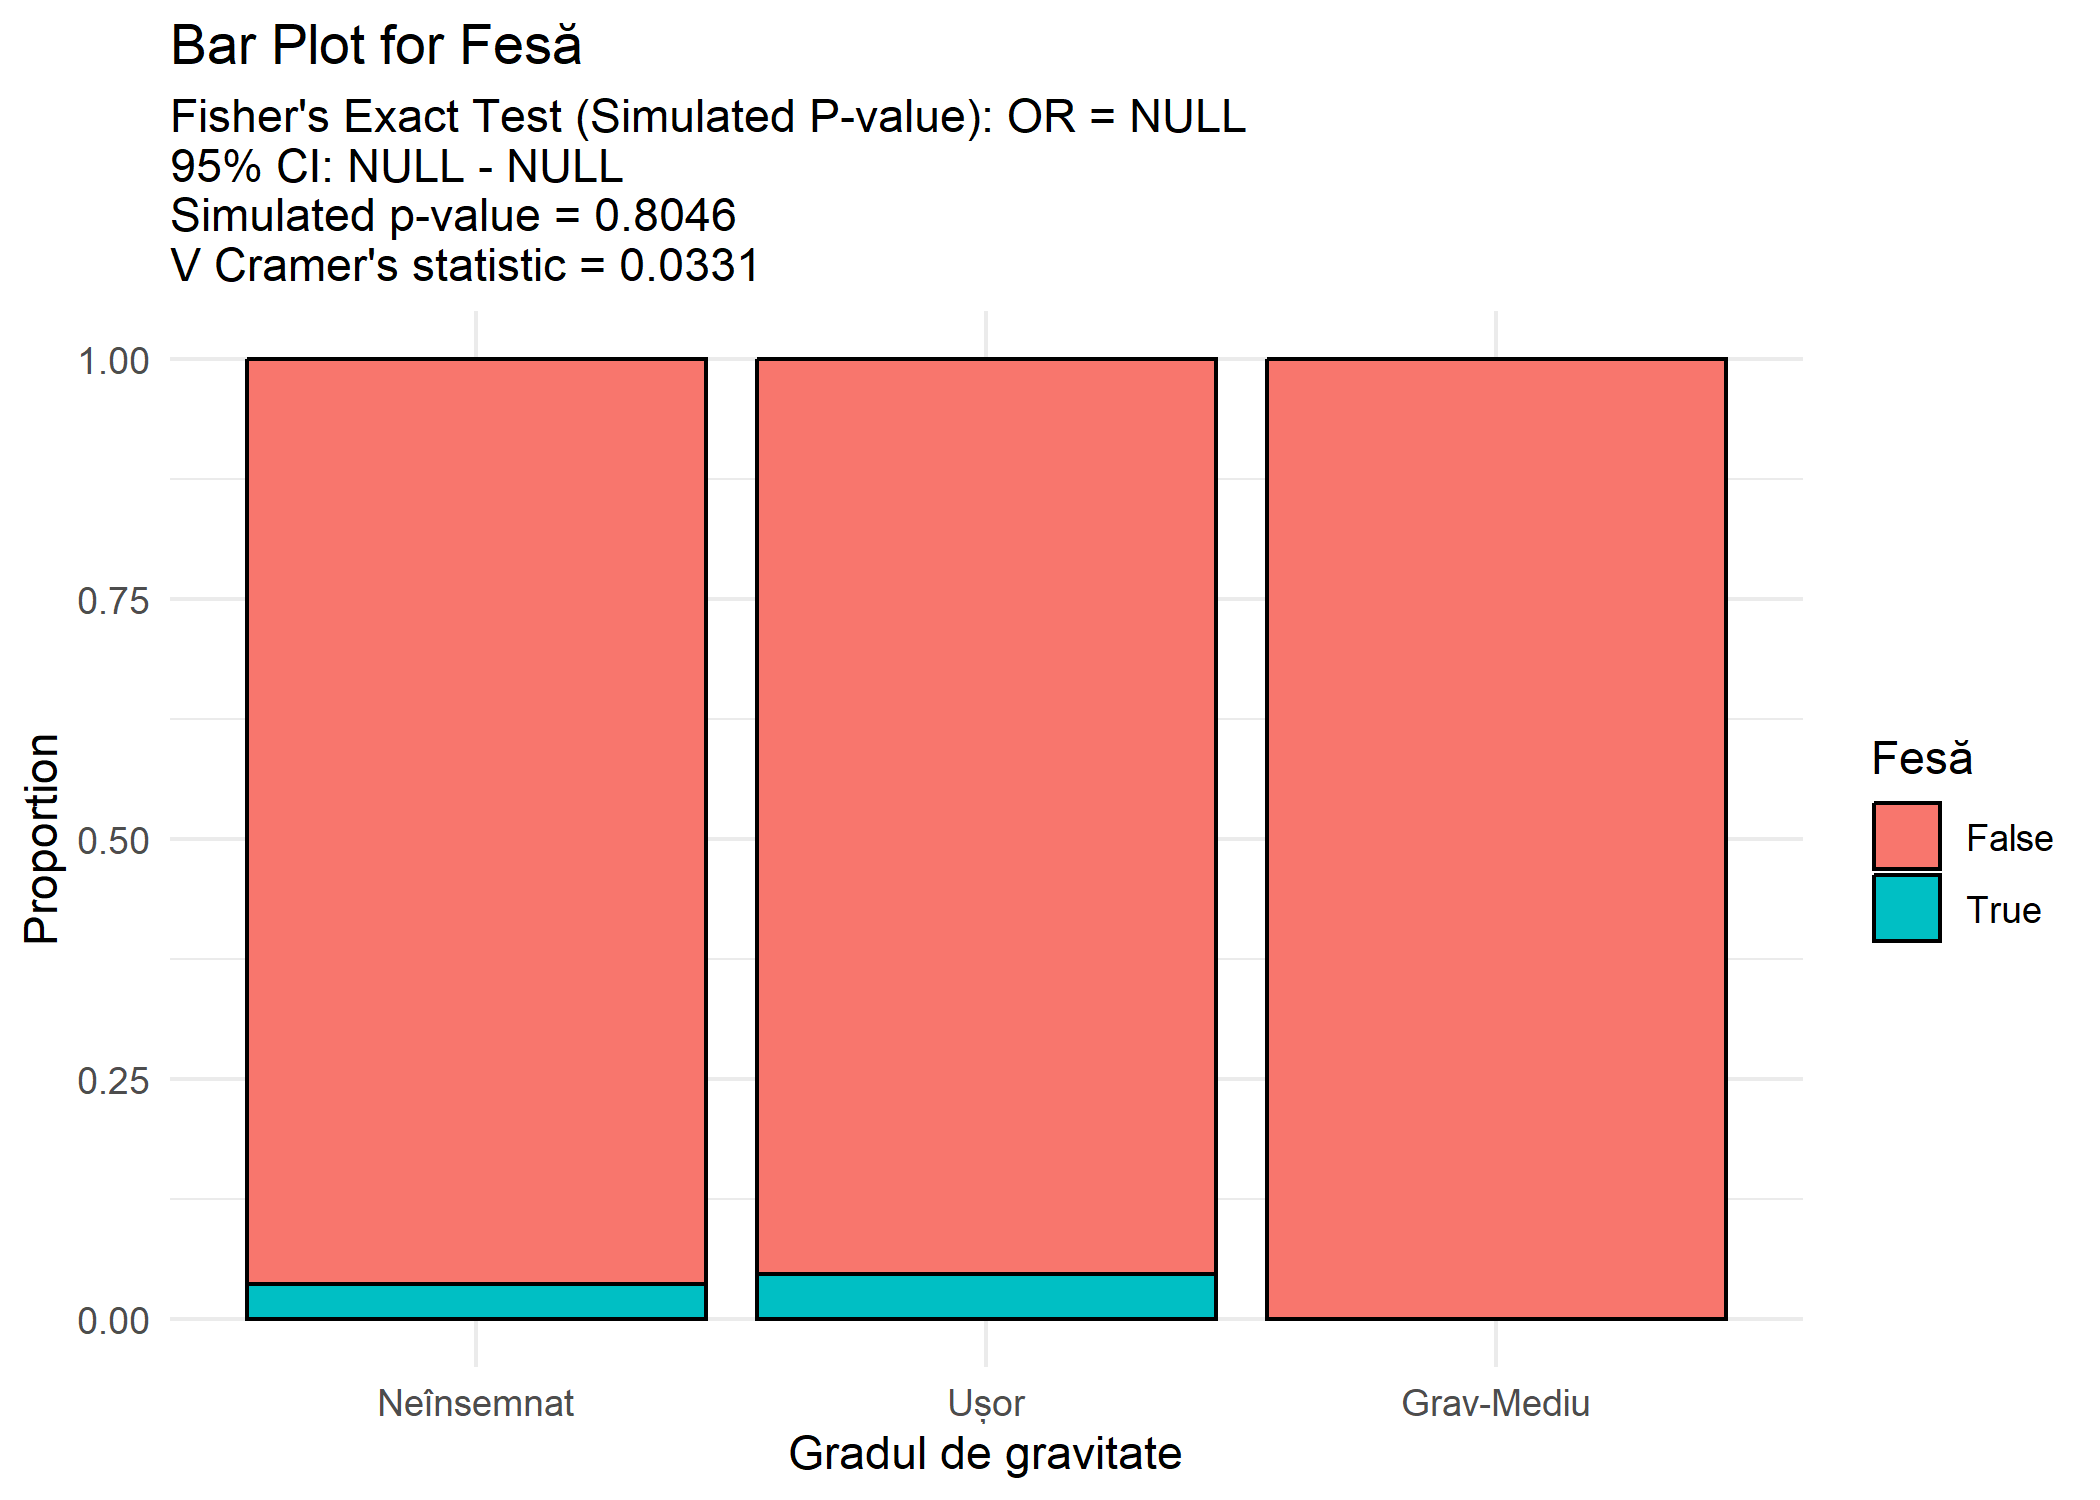 Bar Plot for Fesă
Fisher's Exact Test (Simulated P-value): OR = NULL
95% CI: NULL - NULL
Simulated p-value = 0.8046
V Cramer's statistic = 0.0331
1.00
0.75
0.50
0.25
0.00
Proportion
Neînsemnat
Ușor
Grav-Mediu
Gradul de gravitate
Fesă
False
True